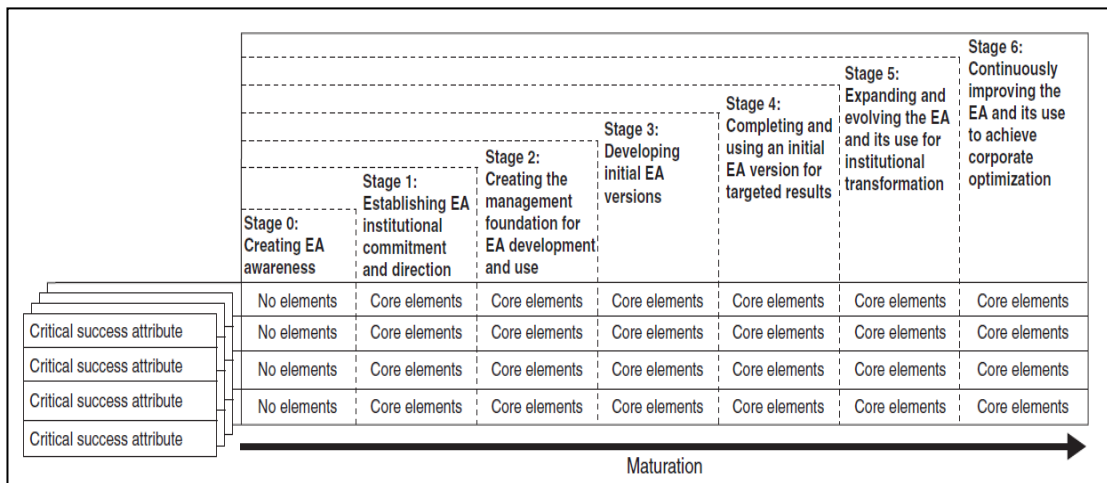 Stage 6:
Continuously
improving the
EA and its use
to achieve
corporate
optimization
Stage 5:
Expanding and
evolving the EA
and its use for
institutional
transformation
Stage 4:
Completing and
using an initial
EA version for
targeted results
Stage 3:
Developing
initial EA
versions
Stage 2:
Creating the
management
foundation for
EA development
and use
Stage 1:
Establishing EA
institutional
commitment
and direction
Stage 0:
Creating EA
awareness
No elements Core elements Core elements Core elements Core elements Core elements Core elements
Critical success attribute No elements Core elements Core elements Core elements Core elements Core elements Core elements
Critical success attribute No elements Core elements Core elements Core elements Core elements Core elements Core elements
Critical success attribute No elements Core elements Core elements Core elements Core elements Core elements Core elements
Critical success attribute
Maturation